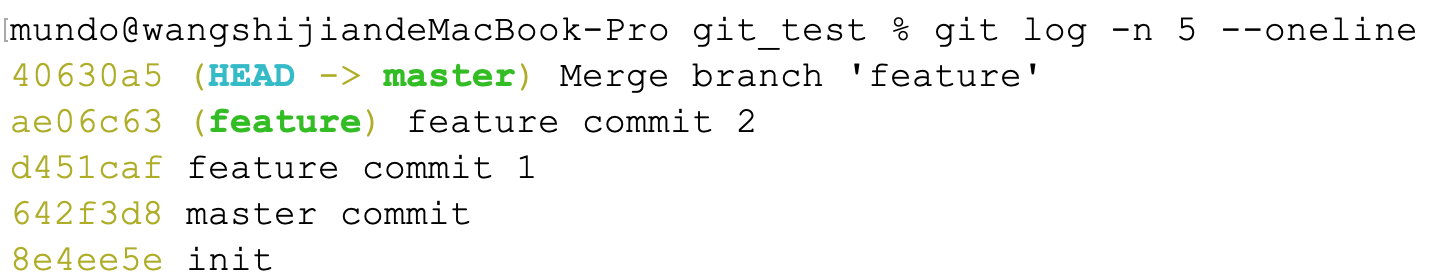 [mundo@wangshijiandeMacBook-Pro git_test % git log -n 5 --oneline
40630a5 (HEAD -> master) Merge branch 'feature'
ae06c63 (feature) feature commit 2
d451caf feature commit 1
642f3d8 master commit
8e4ee5e init